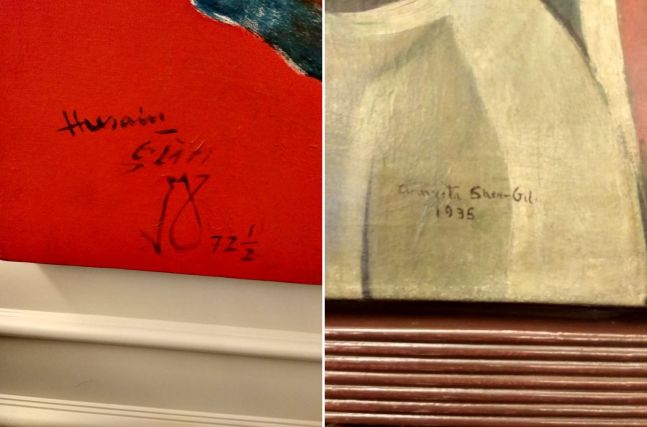 Husain
72 ½
Amrita Sher-Gil.
1935